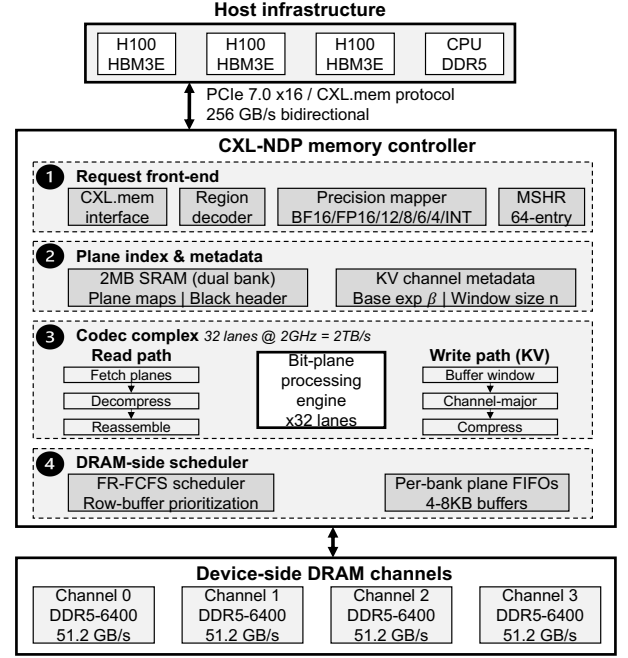 Host infrastructure
H100
HBM3E
H100
HBM3E
H100
HBM3E
CPU
DDR5
PCIe 7.0 x16 / CXL.mem protocol
256 GB/s bidirectional
CXL-NDP memory controller
1 Request front-end
CXL.mem
interface
Region
decoder
Precision mapper
BF16/FP16/12/8/6/4/INT
MSHR
64-entry
2 Plane index & metadata
2MB SRAM (dual bank)
Plane maps | Black header
KV channel metadata
Base exp β | Window size n
3 Codec complex 32 lanes @ 2GHz = 2TB/s
Read path
Fetch planes
Decompress
Reassemble
Bit-plane
processing
engine
x32 lanes
Write path (KV)
Buffer window
Channel-major
Compress
4 DRAM-side scheduler
FR-FCFS scheduler
Row-buffer prioritization
Per-bank plane FIFOs
4-8KB buffers
Device-side DRAM channels
Channel 0
DDR5-6400
51.2 GB/s
Channel 1
DDR5-6400
51.2 GB/s
Channel 2
DDR5-6400
51.2 GB/s
Channel 3
DDR5-6400
51.2 GB/s